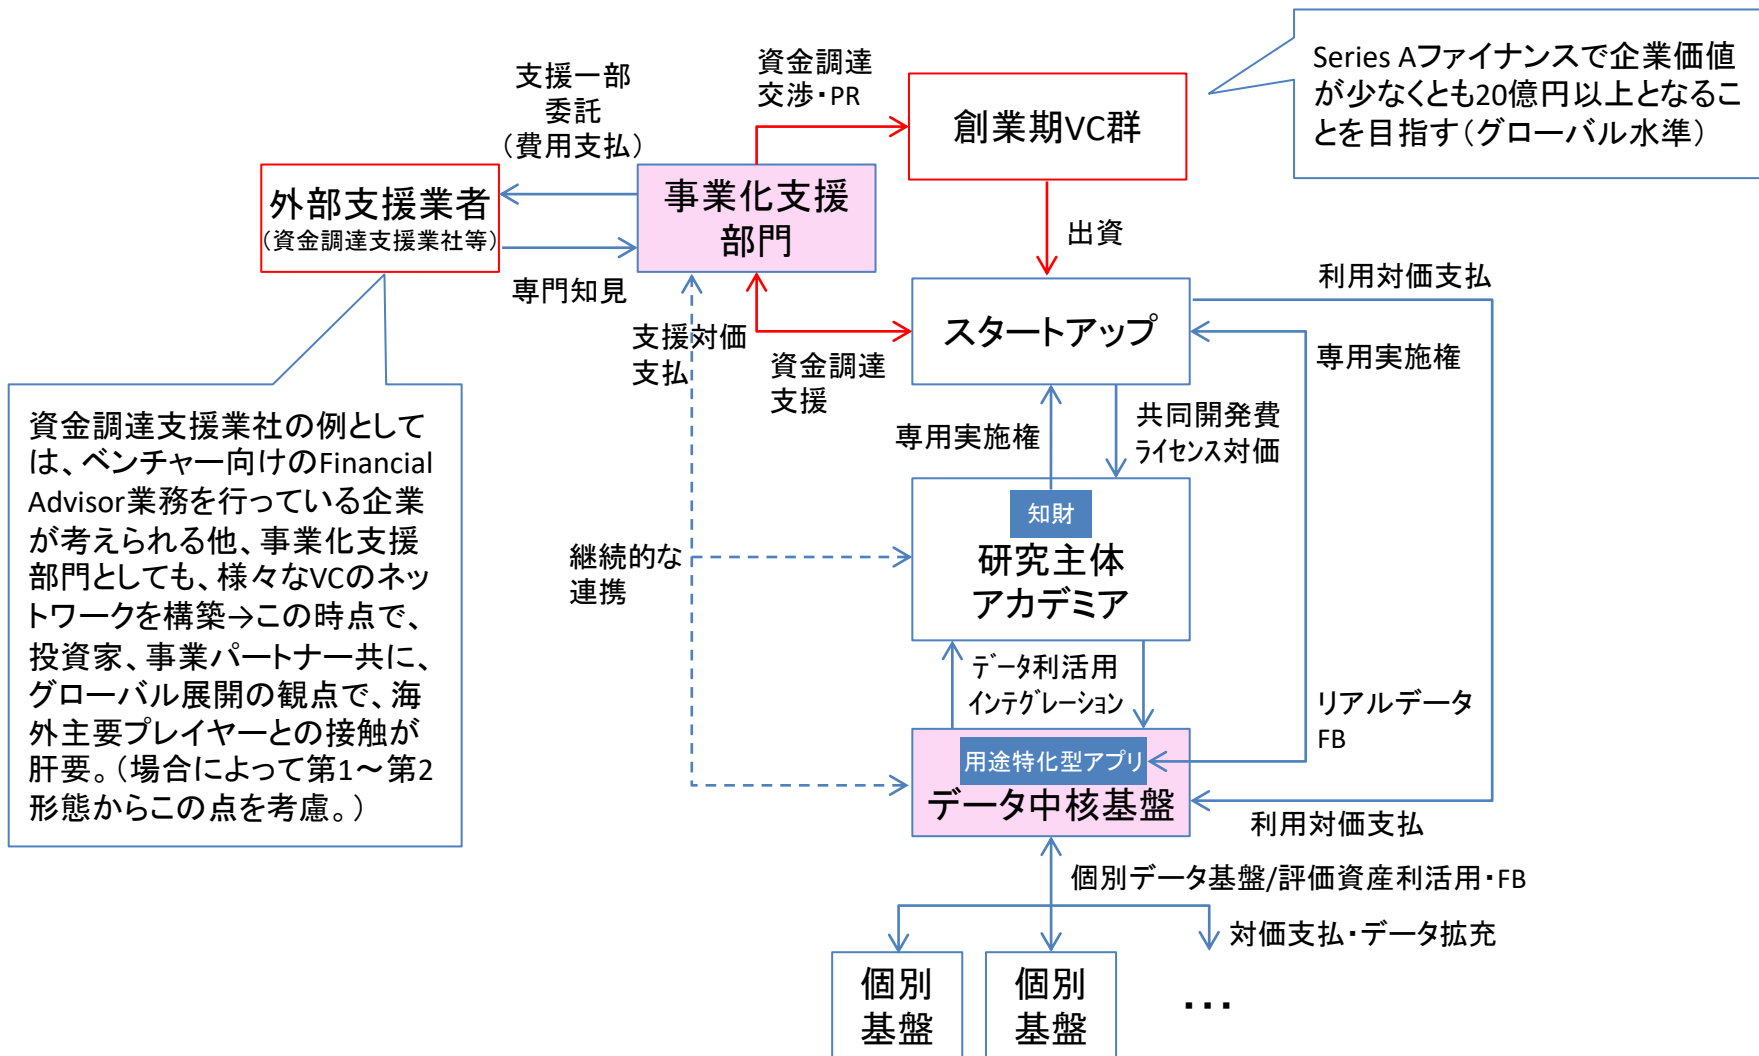 支援一部
委託
（費用支払）
資金調達
交渉・PR
創業期VC群
Series Aファイナンスで企業価値
が少なくとも20億円以上となるこ
とを目指す（グローバル水準）
外部支援業者
（資金調達支援業社等）
事業化支援
部門
専門知見
出資
利用対価支払
支援対価
支払
資金調達
支援
スタートアップ
専用実施権
専用実施権
共同開発費
ライセンス対価
資金調達支援業社の例として
は、ベンチャー向けのFinancial
Advisor業務を行っている企業
が考えられる他、事業化支援
部門としても、様々なVCのネッ
トワークを構築→この時点で、
投資家、事業パートナー共に、
グローバル展開の観点で、海
外主要プレイヤーとの接触が
肝要。（場合によって第1～第2
形態からこの点を考慮。）
知財
研究主体
アカデミア
継続的な
連携
データ利活用
インテグレーション
リアルデータ
FB
用途特化型アプリ
データ中核基盤
利用対価支払
個別データ基盤/評価資産利活用・FB
対価支払・データ拡充
個別
基盤
個別
基盤
・・・